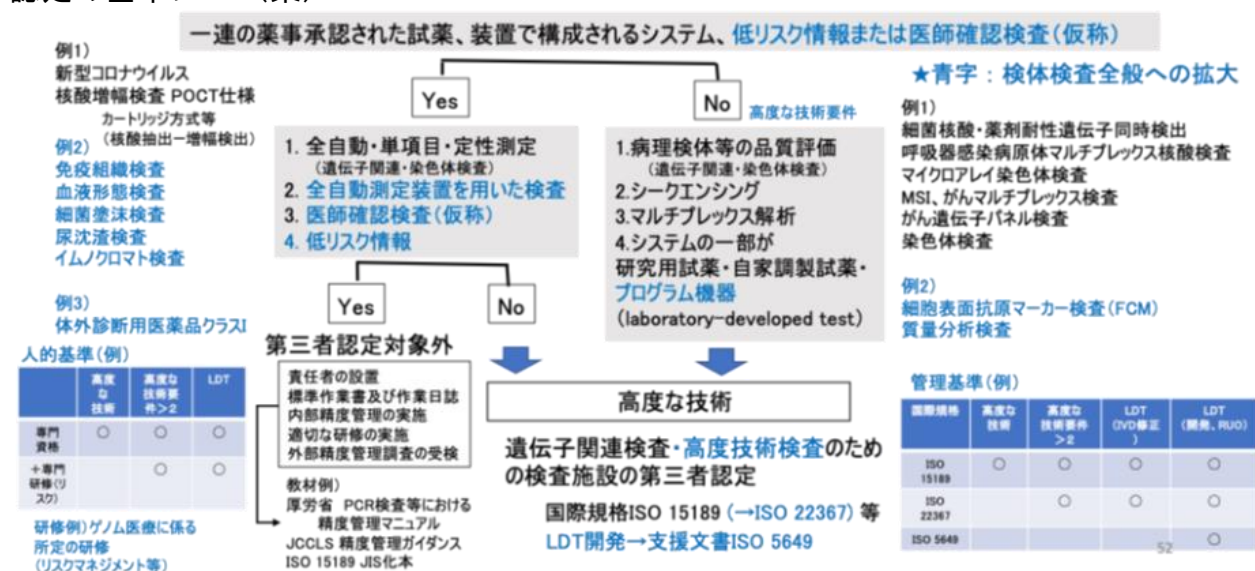 一連の薬事承認された試薬、装置で構成されるシステム、低リスク情報または医師確認検査(仮称)
例1)
新型コロナウイルス
核酸増幅検査 POCT仕様
カートリッジ方式等
(核酸抽出ー増幅検出)
例2)
免疫組織検査
血液形態検査
細菌塗沫検査
尿沈渣検査
イムノクロマト検査
例3)
体外診断用医薬品クラスI
Yes
No
高度な技術要件
1. 全自動・単項目・定性測定
(遺伝子関連・染色体検査)
2. 全自動測定装置を用いた検査
3. 医師確認検査(仮称)
4. 低リスク情報
1.病理検体等の品質評価
(遺伝子関連・染色体検査)
2.シークエンシング
3.マルチプレックス解析
4.システムの一部が
研究用試薬・自家調製試薬・
プログラム機器
(laboratory-developed test)
★青字：検体検査全般への拡大
例1)
細菌核酸・薬剤耐性遺伝子同時検出
呼吸器感染病原体マルチプレックス核酸検査
マイクロアレイ染色体検査
MSI、がんマルチプレックス検査
がん遺伝子パネル検査
染色体検査
例2)
細胞表面抗原マーカー検査(FCM)
質量分析検査
Yes
No
第三者認定対象外
責任者の設置
標準作業書及び作業日誌
内部精度管理の実施
適切な研修の実施
外部精度管理調査の受検
教材例)
厚労省 PCR検査等における
精度管理マニュアル
JCCLS 精度管理ガイダンス
ISO 15189 JIS化本
高度な技術
遺伝子関連検査・高度技術検査のため
の検査施設の第三者認定
国際規格ISO 15189 (→ISO 22367) 等
LDT開発→支援文書ISO 5649
人的基準(例)
高度な技術 高度な技術要件＞2 LDT
専門資格 ○ ○ ○
＋専門研修(リスク) ○ ○
研修例)ゲノム医療に係る
所定の研修
(リスクマネジメント等)
管理基準(例)
国際規格 高度な技術 高度な技術要件＞2 LDT (IVD修正) LDT (開発、RUO)
ISO 15189 ○ ○ ○ ○
ISO 22367 ○ ○ ○
ISO 5649 ○
52